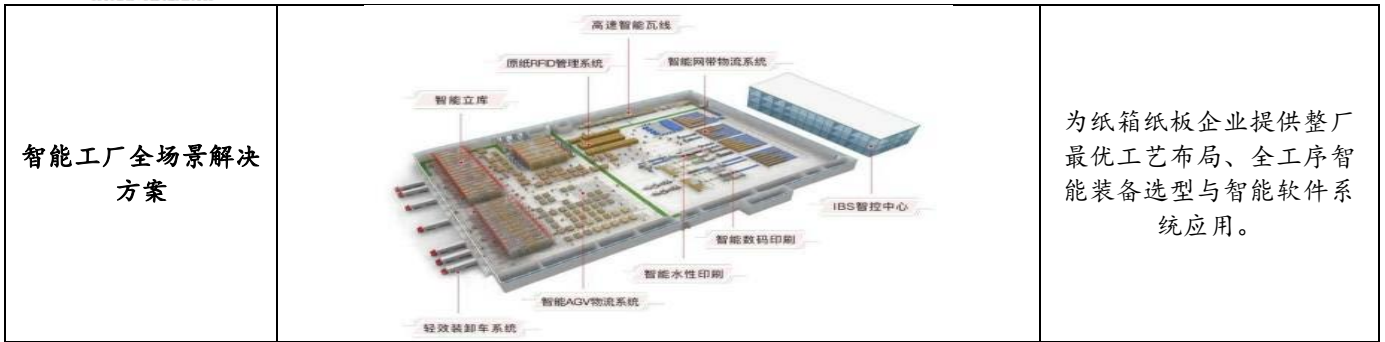 智能工厂全场景解决
方案
高速智能瓦线
原纸RFID管理系统
智能网带物流系统
智能立库
IBS智控中心
智能数码印刷
智能水性印刷
智能AGV物流系统
轻效装卸车系统
为纸箱纸板企业提供整厂
最优工艺布局、全工序智
能装备选型与智能软件系
统应用。